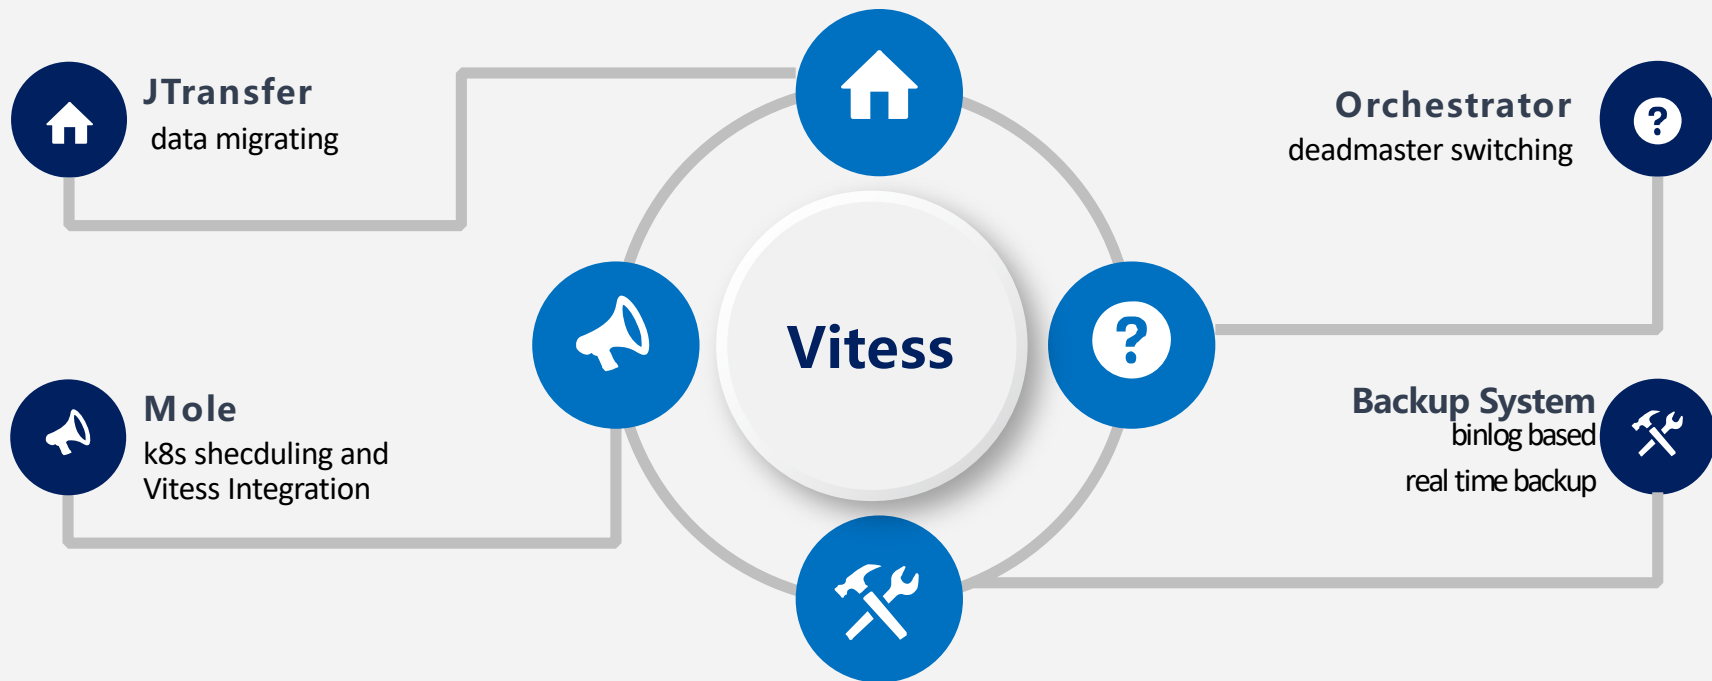 JTransfer
data migrating
Mole
k8s shecduling and
Vitess Integration
Vitess
Orchestrator
deadmaster switching
Backup System
binlog based
real time backup